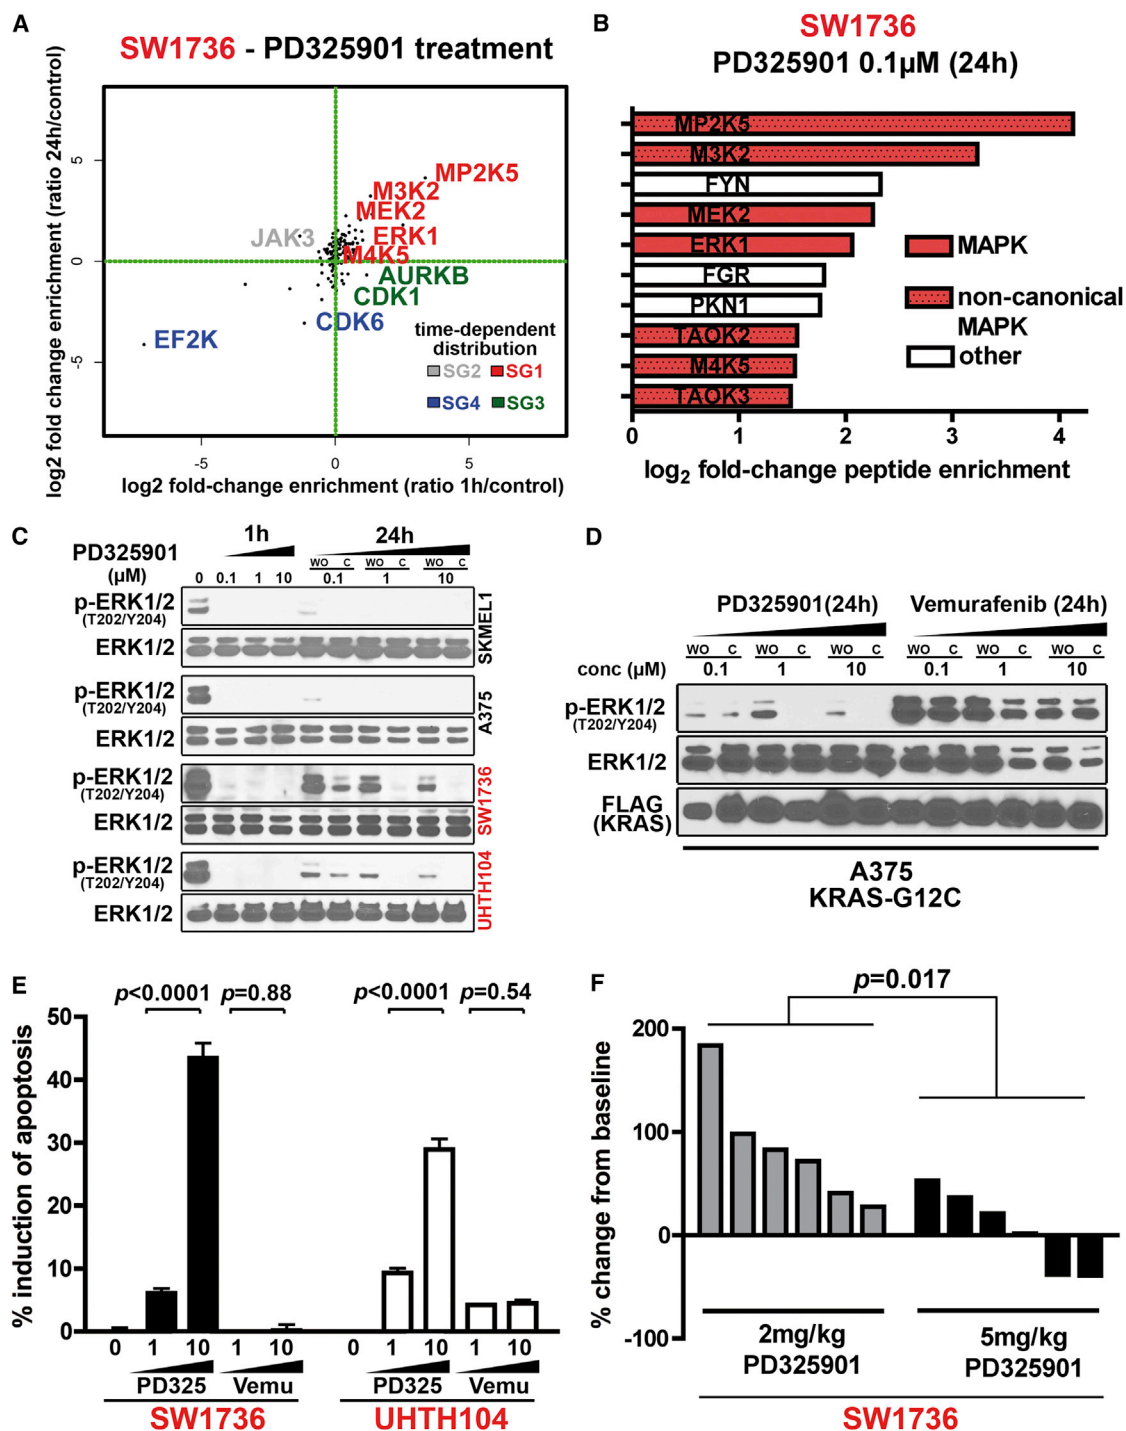 A
SW1736 - PD325901 treatment
log2 fold change enrichment (ratio 24h/control)
5
0
-5
MP2K5
M3K2
MEK2
JAK3
ERK1
M4K5
AURKB
CDK1
CDK6
EF2K
time-dependent
distribution
SG2 SG1
SG4 SG3
-5 0 5
log2 fold-change enrichment (ratio 1h/control)
B
SW1736
PD325901 0.1µM (24h)
MP2K5
M3K2
FYN
MEK2
ERK1
FGR
PKN1
TAOK2
M4K5
TAOK3
MAPK
non-canonical
MAPK
other
0 1 2 3 4
log2 fold-change peptide enrichment
C
1h 24h
PD325901
(µM)
WO C WO C WO C
0 0.1 1 10 0.1 1 10
p-ERK1/2
(T202/Y204)
ERK1/2
SKMEL1
p-ERK1/2
(T202/Y204)
ERK1/2
A375
p-ERK1/2
(T202/Y204)
ERK1/2
SW1736
p-ERK1/2
(T202/Y204)
ERK1/2
UHTH104
D
PD325901(24h) Vemurafenib (24h)
WO C WO C WO C WO C WO C WO C
conc (µM) 0.1 1 10 0.1 1 10
p-ERK1/2
(T202/Y204)
ERK1/2
FLAG
(KRAS)
A375
KRAS-G12C
E
p<0.0001 p=0.88 p<0.0001 p=0.54
% induction of apoptosis
50
40
30
20
10
0
0 1 10 1 10 0 1 10 1 10
PD325 Vemu PD325 Vemu
SW1736 UHTH104
F
p=0.017
% change from baseline
200
100
0
-100
2mg/kg 5mg/kg
PD325901 PD325901
SW1736